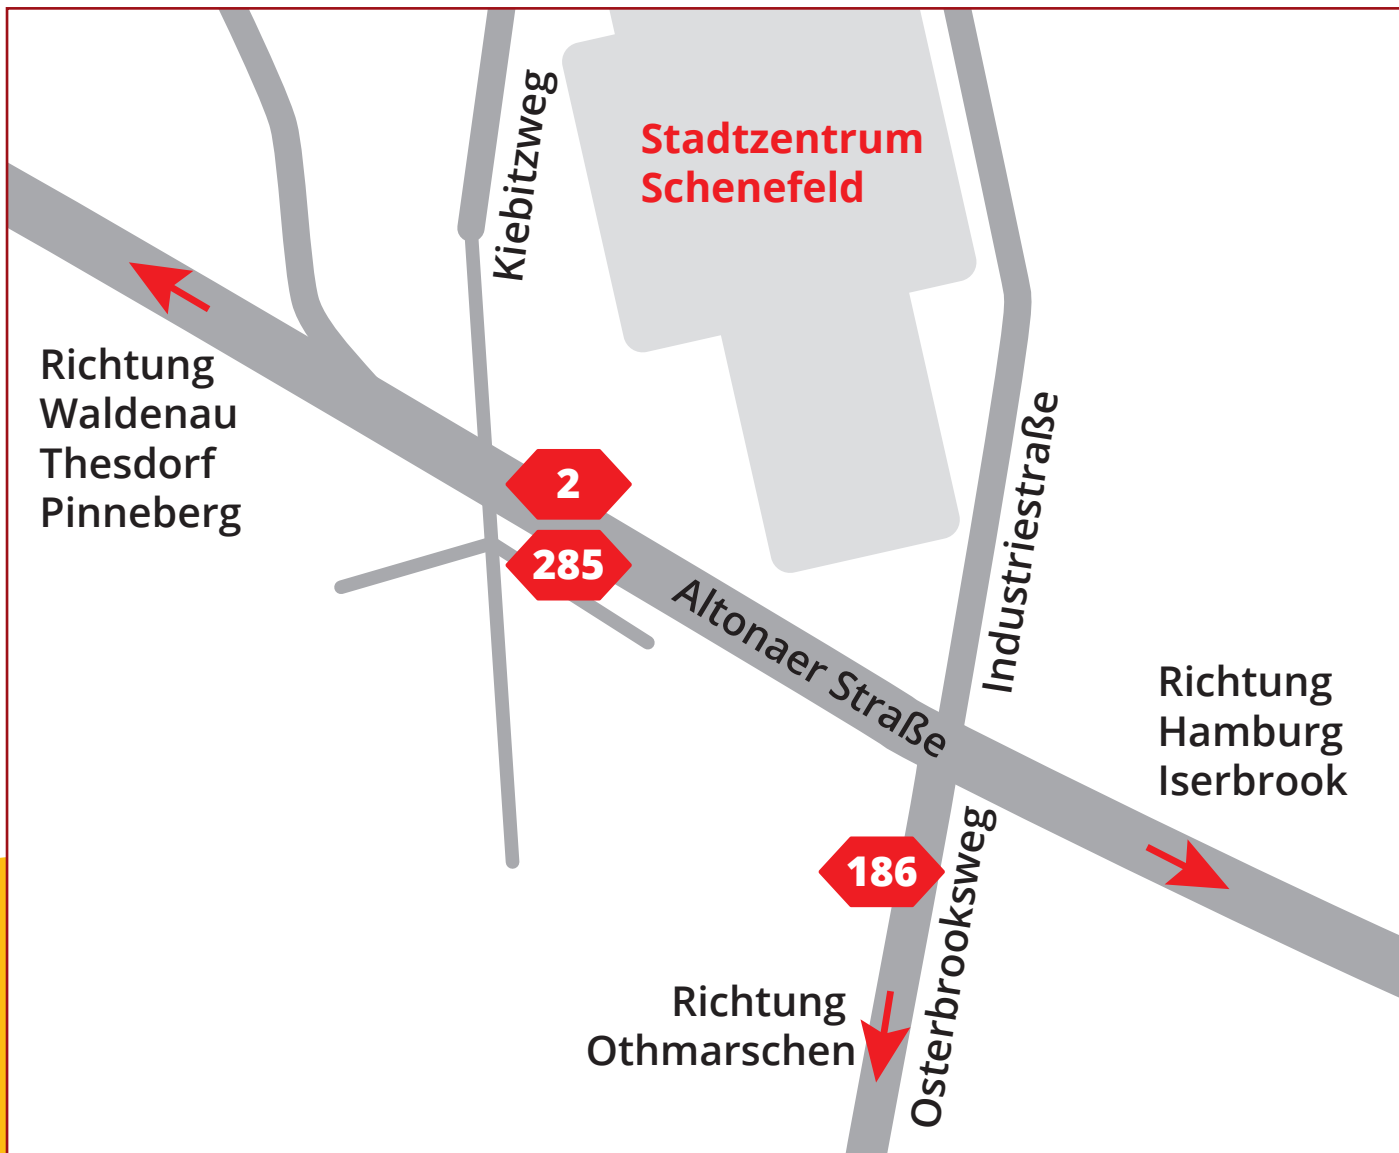 Kiebitzweg
Stadtzentrum
Schenefeld
Richtung
Waldenau
Thesdorf
Pinneberg
2
285
Altonaer Straße
Industriestraße
Richtung
Hamburg
Iserbrook
186
Osterbrooksweg
Richtung
Othmarschen